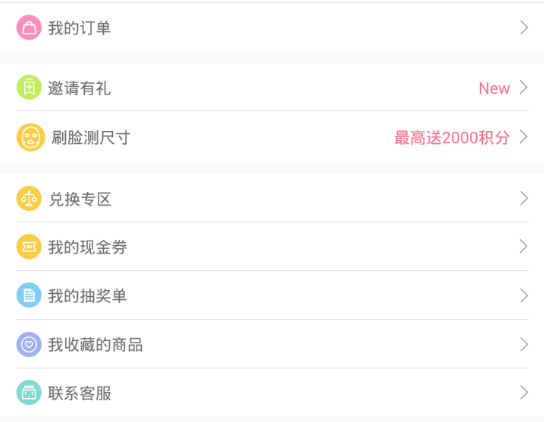 我的订单
邀请有礼 New
刷脸测尺寸 最高送2000积分
兑换专区
我的现金券
我的抽奖单
我收藏的商品
联系客服